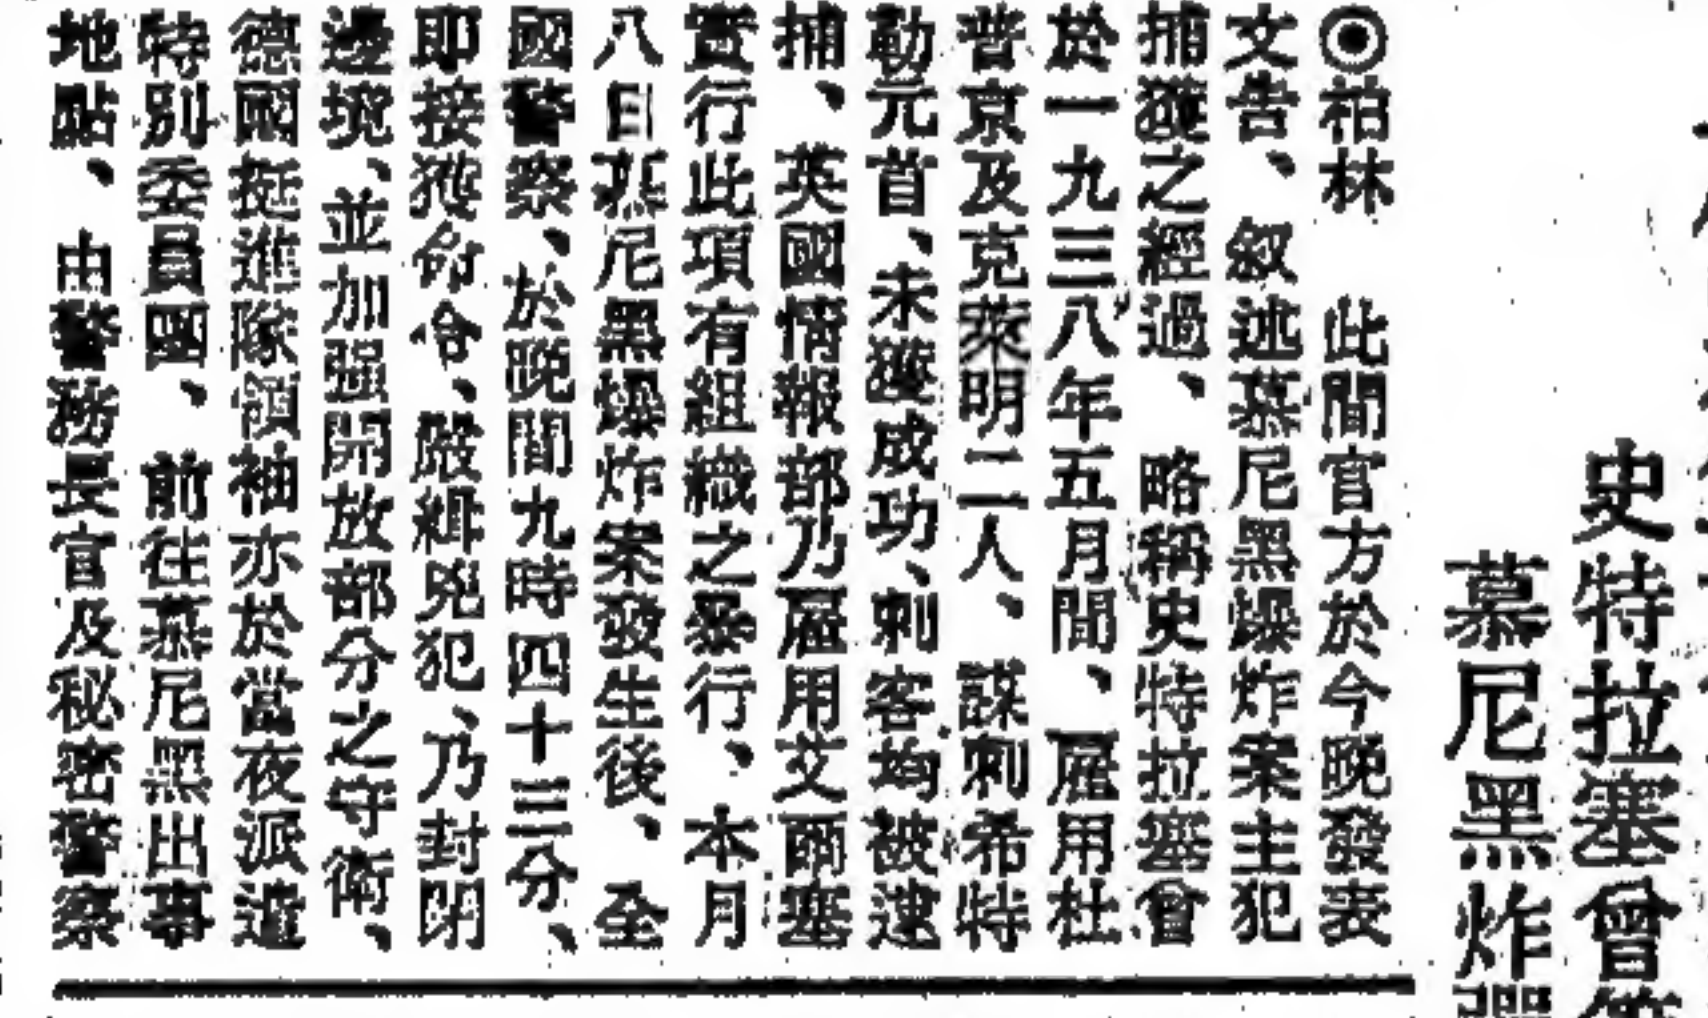 史特拉塞曾
慕尼黑炸彈
◎柏林　此間官方於今晚發表
文告、叙述慕尼黑爆炸案主犯
捕獲之經過、略稱史特拉塞曾
於一九三八年五月間、雇用杜
普京及克萊明二人、謀刺希特
勒元首、未獲成功、刺客均被逮
捕、英國情報部乃雇用艾爾塞
實行此項有組織之暴行、本月
八日慕尼黑爆炸案發生後、全
國警察、於晚間九時四十三分、
即接獲命令、嚴緝兇犯、乃封閉
邊境、並加强開放部分之守衛、
德國挺進隊領袖亦於當夜派遣
特別委員團、前往慕尼黑出事
地點、由警務長官及秘密警察